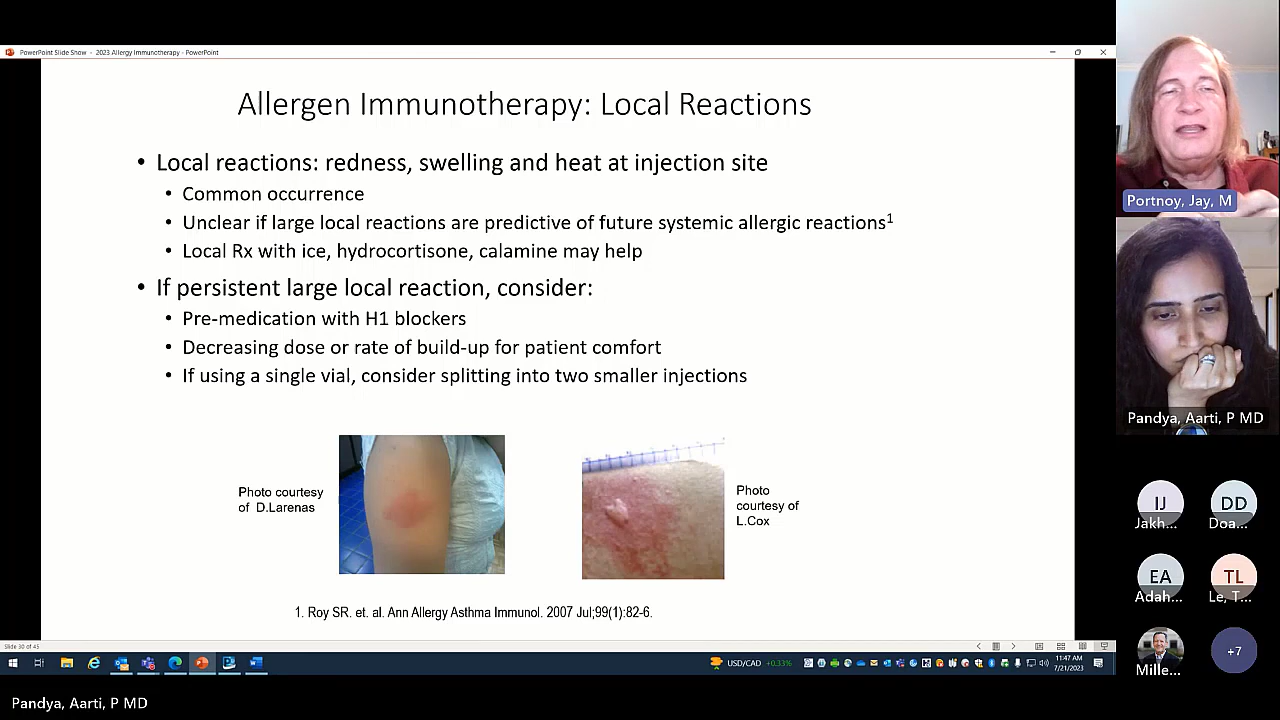 PowerPoint Slide Show - 2023 Allergy Immunotherapy - PowerPoint
Allergen Immunotherapy: Local Reactions
• Local reactions: redness, swelling and heat at injection site
• Common occurrence
• Unclear if large local reactions are predictive of future systemic allergic reactions1
• Local Rx with ice, hydrocortisone, calamine may help
• If persistent large local reaction, consider:
• Pre-medication with H1 blockers
• Decreasing dose or rate of build-up for patient comfort
• If using a single vial, consider splitting into two smaller injections
Photo courtesy
of D.Larenas
Photo
courtesy of
L.Cox
1. Roy SR. et. al. Ann Allergy Asthma Immunol. 2007 Jul;99(1):82-6.
Slide 30 of 45
USD/CAD +0.33%
11:47 AM
7/21/2023
Portnoy, Jay, M
Pandya, Aarti, P MD
IJ
Jakh...
DD
Doa...
EA
Adah...
TL
Le, T...
Mille...
+7
Pandya, Aarti, P MD